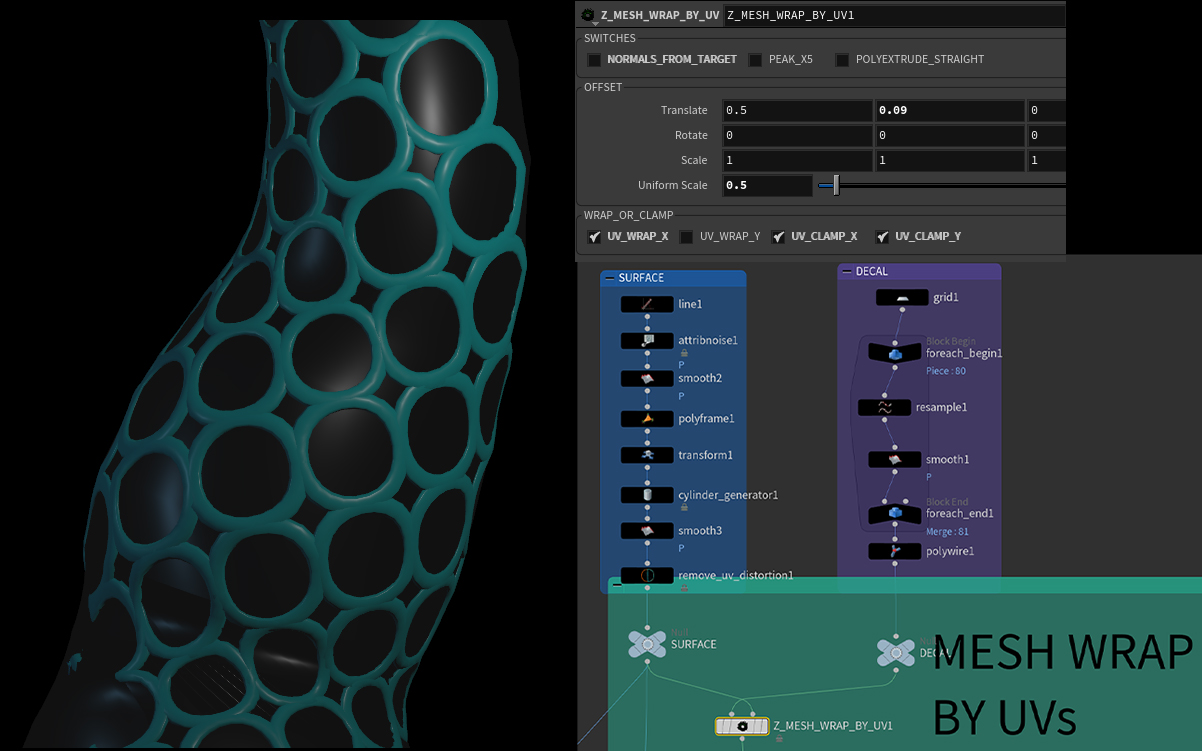 Z_MESH_WRAP_BY_UV Z_MESH_WRAP_BY_UV1
SWITCHES
NORMALS_FROM_TARGET PEAK_X5 POLYEXTRUDE_STRAIGHT
OFFSET
Translate 0.5 0.09 0
Rotate 0 0 0
Scale 1 1 1
Uniform Scale 0.5
WRAP_OR_CLAMP
UV_WRAP_X UV_WRAP_Y UV_CLAMP_X UV_CLAMP_Y
SURFACE
line1
attribnoise1
P
smooth2
P
polyframe1
transform1
cylinder_generator1
smooth3
P
remove_uv_distortion1
DECAL
grid1
Block Begin
foreach_begin1
Piece : 80
resample1
smooth1
P
Block End
foreach_end1
Merge : 81
polywire1
Null
SURFACE
MESH WRAP
BY UVs
Z_MESH_WRAP_BY_UV1